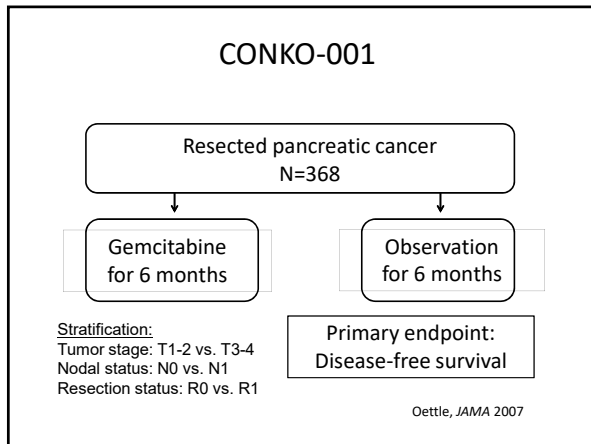 CONKO-001
Resected pancreatic cancer
N=368
Gemcitabine
for 6 months
Observation
for 6 months
Stratification:
Tumor stage: T1-2 vs. T3-4
Nodal status: N0 vs. N1
Resection status: R0 vs. R1
Primary endpoint:
Disease-free survival
Oettle, JAMA 2007